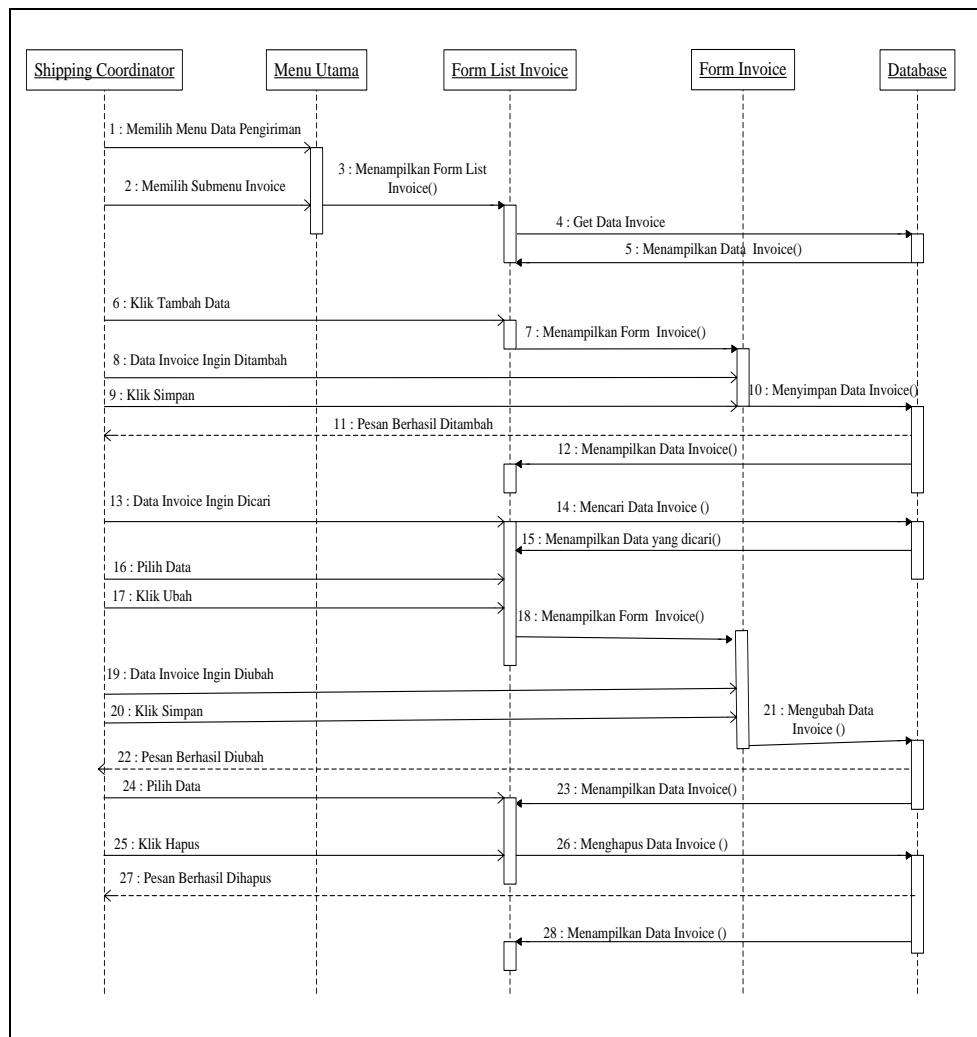 Shipping Coordinator
Menu Utama
Form List Invoice
Form Invoice
Database
1 : Memilih Menu Data Pengiriman
2 : Memilih Submenu Invoice
3 : Menampilkan Form List
Invoice()
4 : Get Data Invoice
5 : Menampilkan Data Invoice()
6 : Klik Tambah Data
7 : Menampilkan Form Invoice()
8 : Data Invoice Ingin Ditambah
9 : Klik Simpan
10 : Menyimpan Data Invoice()
11 : Pesan Berhasil Ditambah
12 : Menampilkan Data Invoice()
13 : Data Invoice Ingin Dicari
14 : Mencari Data Invoice ()
15 : Menampilkan Data yang dicari()
16 : Pilih Data
17 : Klik Ubah
18 : Menampilkan Form Invoice()
19 : Data Invoice Ingin Diubah
20 : Klik Simpan
21 : Mengubah Data
Invoice ()
22 : Pesan Berhasil Diubah
24 : Pilih Data
23 : Menampilkan Data Invoice()
25 : Klik Hapus
26 : Menghapus Data Invoice ()
27 : Pesan Berhasil Dihapus
28 : Menampilkan Data Invoice ()